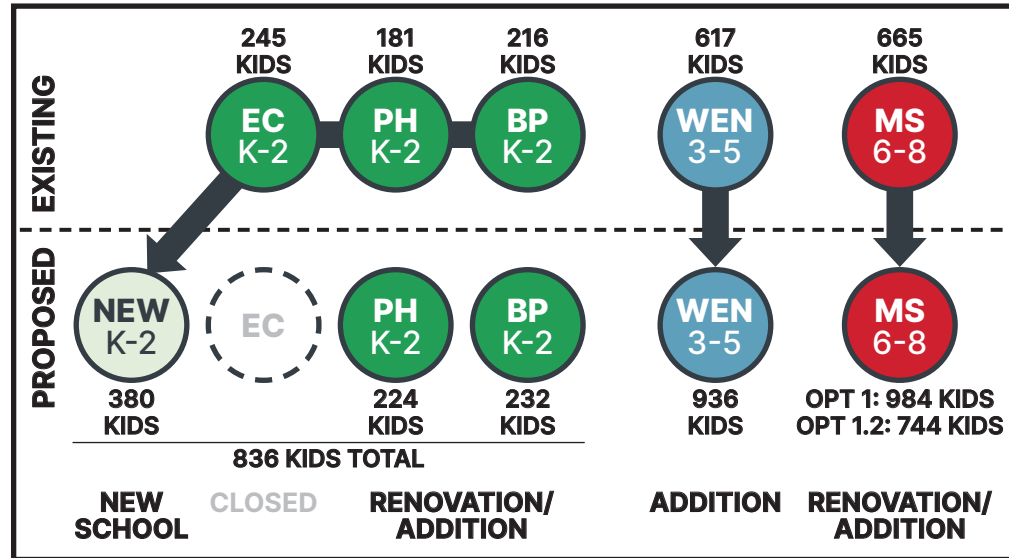 EXISTING
245
KIDS
181
KIDS
216
KIDS
617
KIDS
665
KIDS
EC
K-2
PH
K-2
BP
K-2
WEN
3-5
MS
6-8
PROPOSED
NEW
K-2
EC
PH
K-2
BP
K-2
WEN
3-5
MS
6-8
380
KIDS
224
KIDS
232
KIDS
936
KIDS
OPT 1: 984 KIDS
OPT 1.2: 744 KIDS
836 KIDS TOTAL
NEW
SCHOOL
CLOSED
RENOVATION/
ADDITION
ADDITION
RENOVATION/
ADDITION